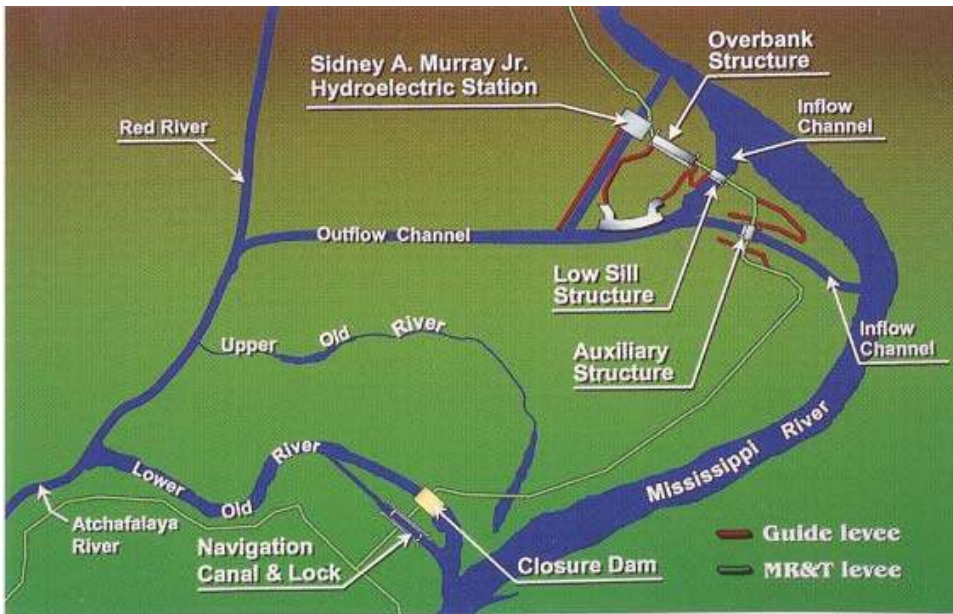 Overbank
Structure
Sidney A. Murray Jr.
Hydroelectric Station
Inflow
Channel
Red River
Outflow Channel
Low Sill
Structure
Upper Old River
Auxiliary
Structure
Inflow
Channel
Mississippi River
Lower Old River
Atchafalaya
River
Navigation
Canal & Lock
Closure Dam
Guide levee
MR&T levee